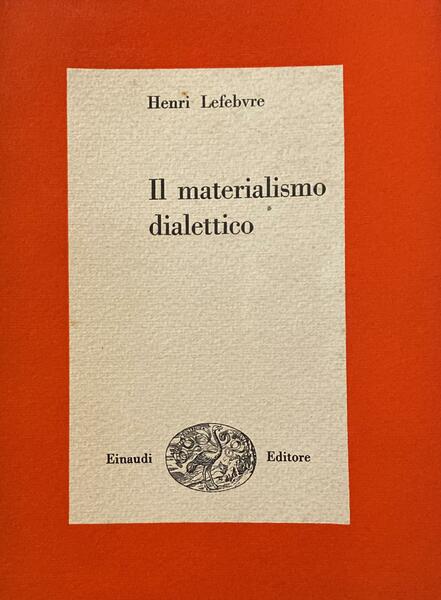 Henri Lefebvre
Il materialismo
dialettico
Einaudi Editore